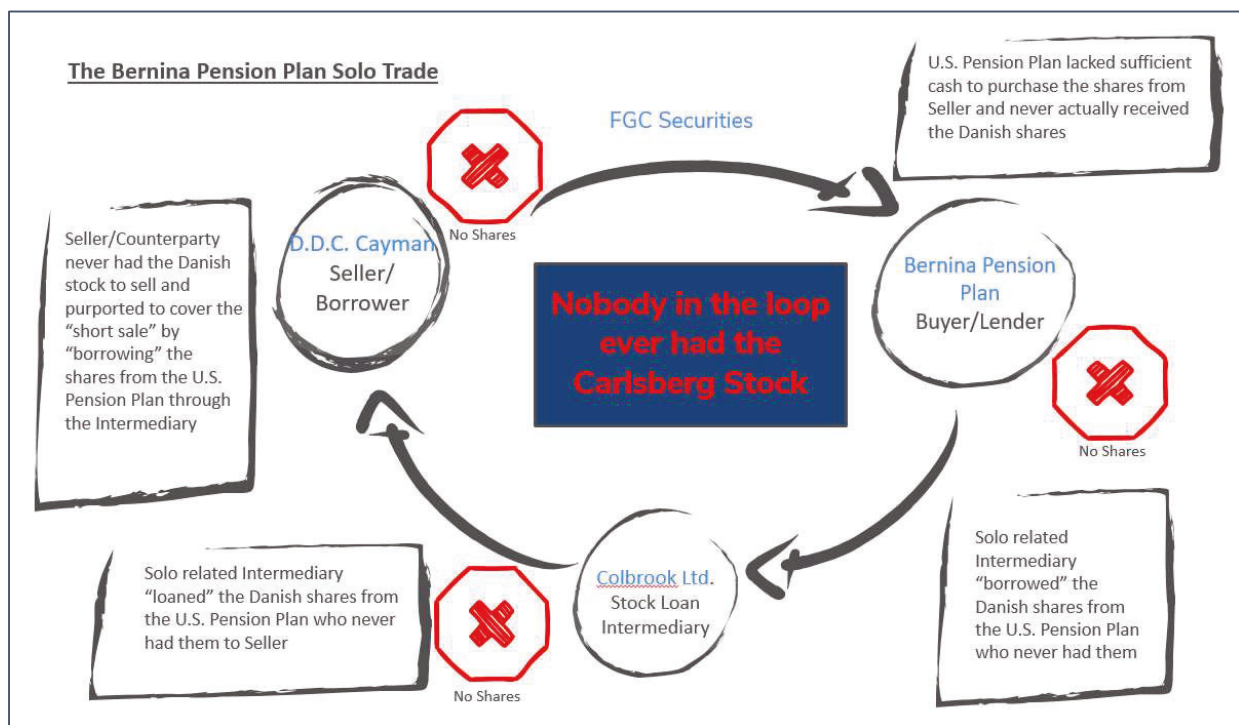 The Bernina Pension Plan Solo Trade
U.S. Pension Plan lacked sufficient
cash to purchase the shares from
Seller and never actually received
the Danish shares
FGC Securities
No Shares
Seller/Counterparty
never had the Danish
stock to sell and
purported to cover the
“short sale” by
“borrowing” the
shares from the U.S.
Pension Plan through
the Intermediary
D.D.C. Cayman
Seller/
Borrower
Nobody in the loop
ever had the
Carlsberg Stock
Bernina Pension
Plan
Buyer/Lender
No Shares
Solo related Intermediary
“loaned” the Danish shares from
the U.S. Pension Plan who never
had them to Seller
No Shares
Colbrook Ltd.
Stock Loan
Intermediary
Solo related
Intermediary
“borrowed” the
Danish shares from
the U.S. Pension Plan
who never had them